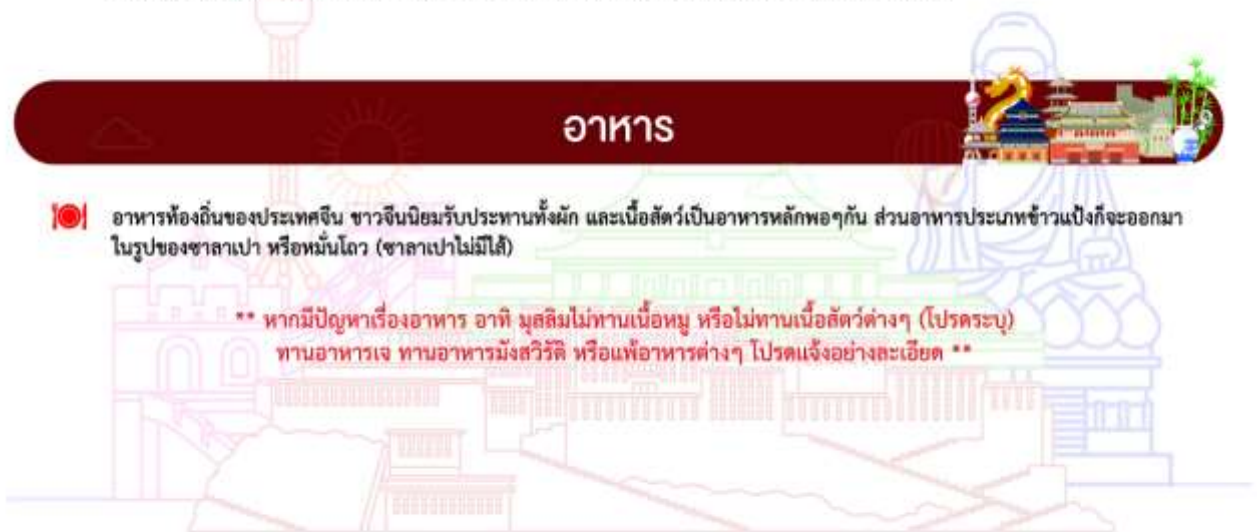 อาหาร
อาหารท้องถิ่นของประเทศจีน ชาวจีนนิยมรับประทานทั้งผัก และเนื้อสัตว์เป็นอาหารหลักพอๆกัน ส่วนอาหารประเภทข้าวแป้งก็จะออกมา
ในรูปของซาลาเปา หรือหมั่นโถว (ซาลาเปาไม่มีไส้)
** หากมีปัญหาเรื่องอาหาร อาทิ มุสลิมไม่ทานเนื้อหมู หรือไม่ทานเนื้อสัตว์ต่างๆ (โปรดระบุ)
ทานอาหารเจ ทานอาหารมังสวิรัติ หรือแพ้อาหารต่างๆ โปรดแจ้งอย่างละเอียด **